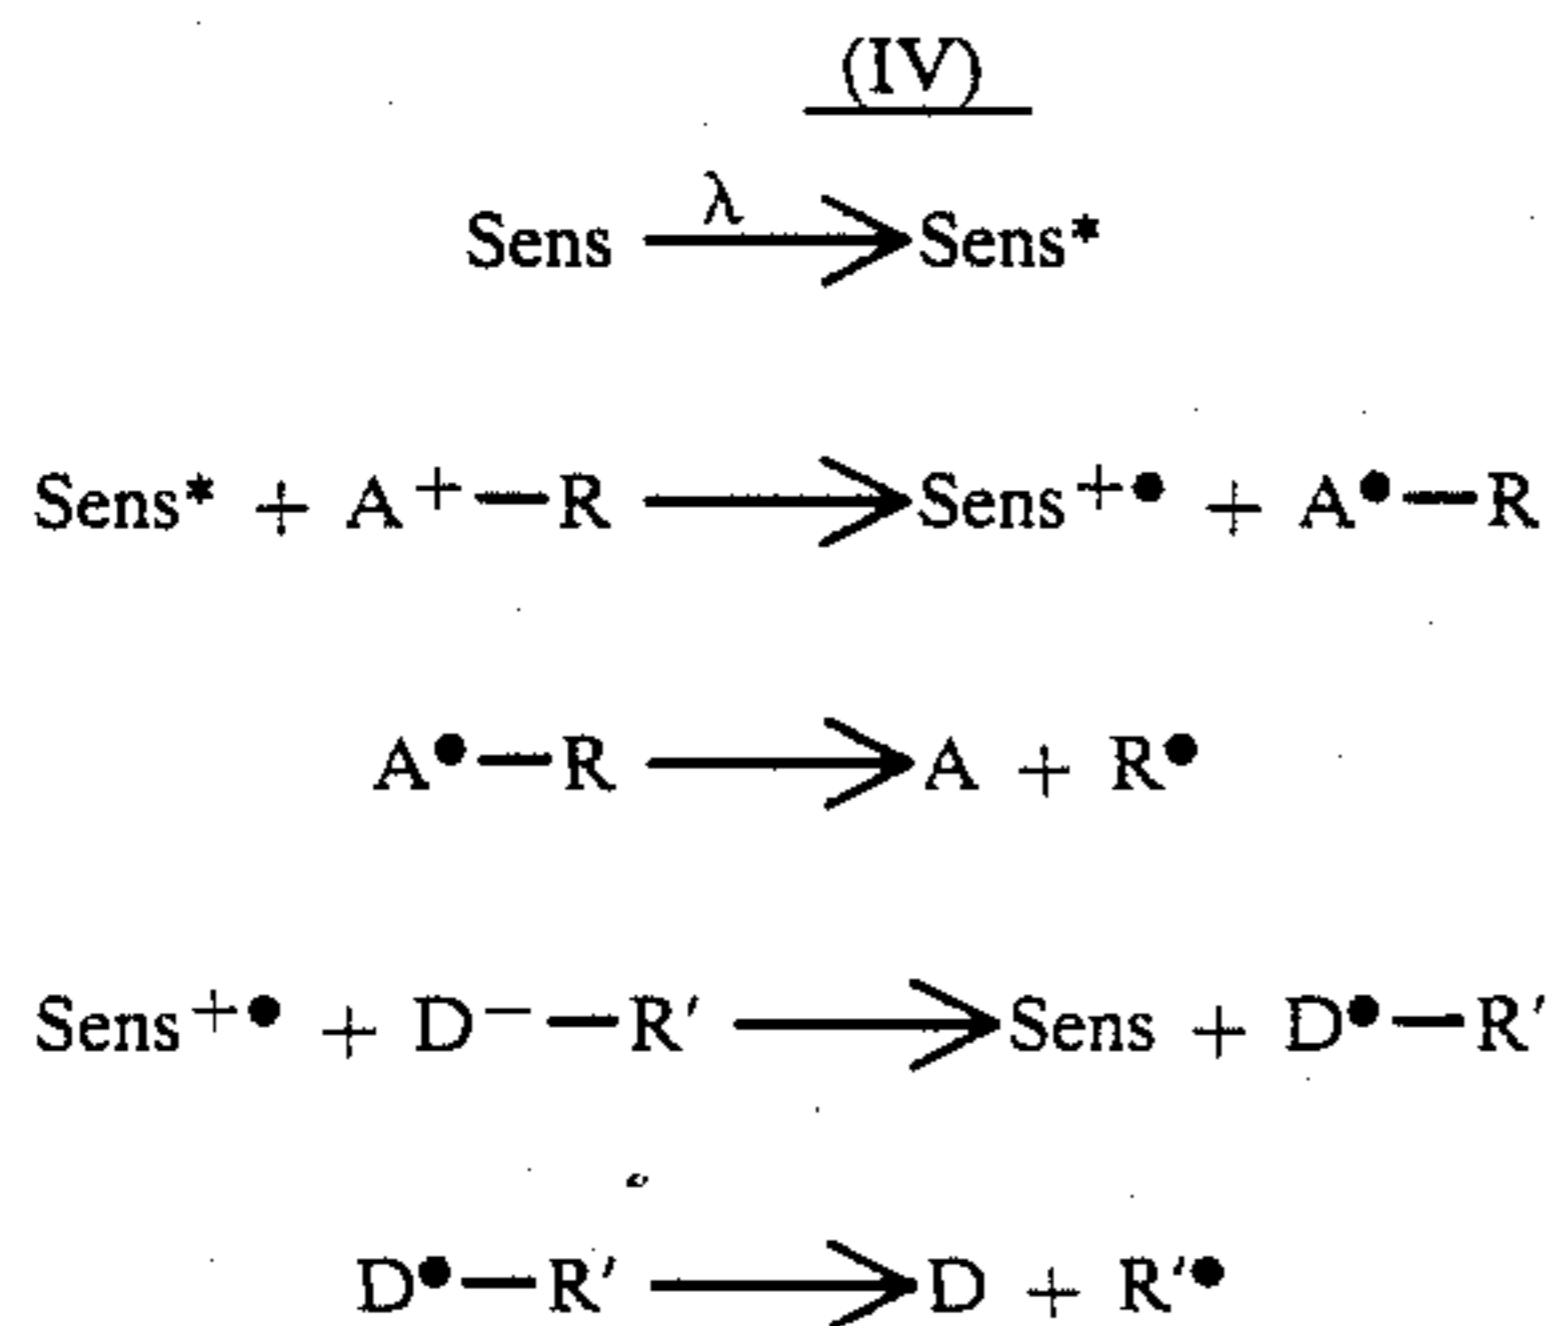 (IV)
Sens —λ→ Sens*
Sens* + A⁺—R ⟶ Sens⁺● + A●—R
A●—R ⟶ A + R●
Sens⁺● + D⁻—R′ ⟶ Sens + D●—R′
D●—R′ ⟶ D + R′●